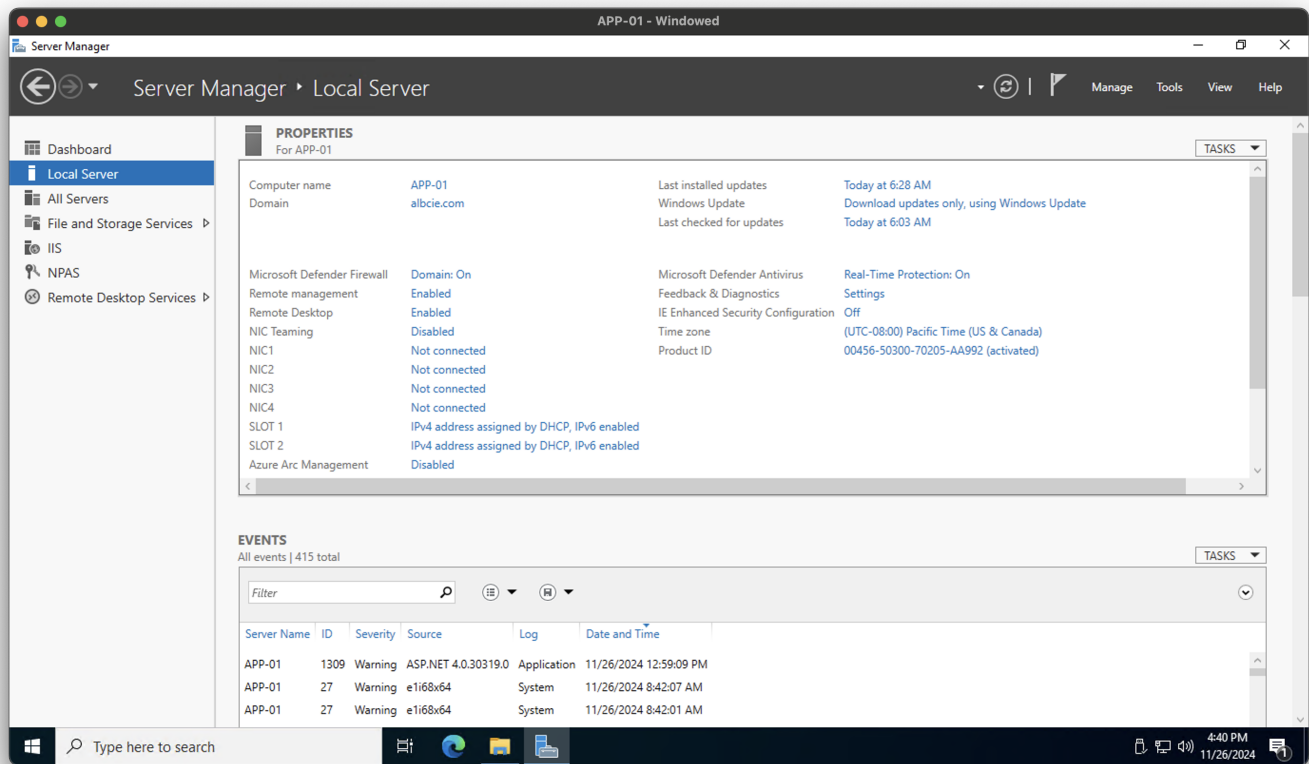 APP-01 - Windowed
Server Manager
Server Manager Local Server
Manage Tools View Help
Dashboard
Local Server
All Servers
File and Storage Services
IIS
NPAS
Remote Desktop Services
PROPERTIES
For APP-01
TASKS
Computer name APP-01
Domain albcie.com
Last installed updates Today at 6:28 AM
Windows Update Download updates only, using Windows Update
Last checked for updates Today at 6:03 AM
Microsoft Defender Firewall Domain: On
Remote management Enabled
Remote Desktop Enabled
NIC Teaming Disabled
NIC1 Not connected
NIC2 Not connected
NIC3 Not connected
NIC4 Not connected
SLOT 1 IPv4 address assigned by DHCP, IPv6 enabled
SLOT 2 IPv4 address assigned by DHCP, IPv6 enabled
Azure Arc Management Disabled
Microsoft Defender Antivirus Real-Time Protection: On
Feedback & Diagnostics Settings
IE Enhanced Security Configuration Off
Time zone (UTC-08:00) Pacific Time (US & Canada)
Product ID 00456-50300-70205-AA992 (activated)
EVENTS
All events | 415 total
TASKS
Filter
Server Name ID Severity Source Log Date and Time
APP-01 1309 Warning ASP.NET 4.0.30319.0 Application 11/26/2024 12:59:09 PM
APP-01 27 Warning e1i68x64 System 11/26/2024 8:42:07 AM
APP-01 27 Warning e1i68x64 System 11/26/2024 8:42:01 AM
Type here to search
4:40 PM
11/26/2024
1